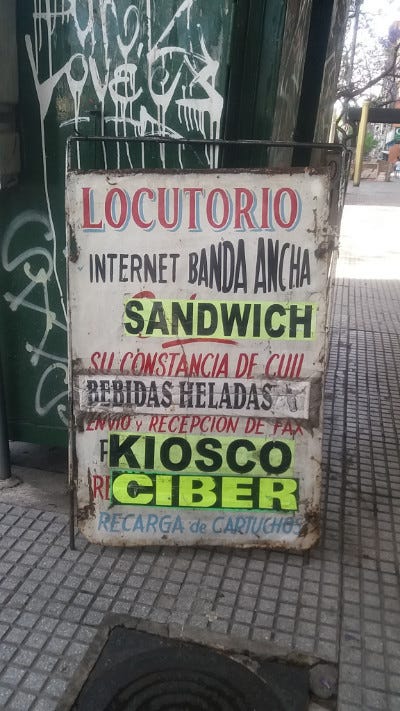 LOCUTORIO
INTERNET BANDA ANCHA
SANDWICH
SU CONSTANCIA DE CUIL
BEBIDAS HELADAS
ENVIO y RECEPCION DE FAX
KIOSCO
CIBER
RECARGA de CARTUCHOS